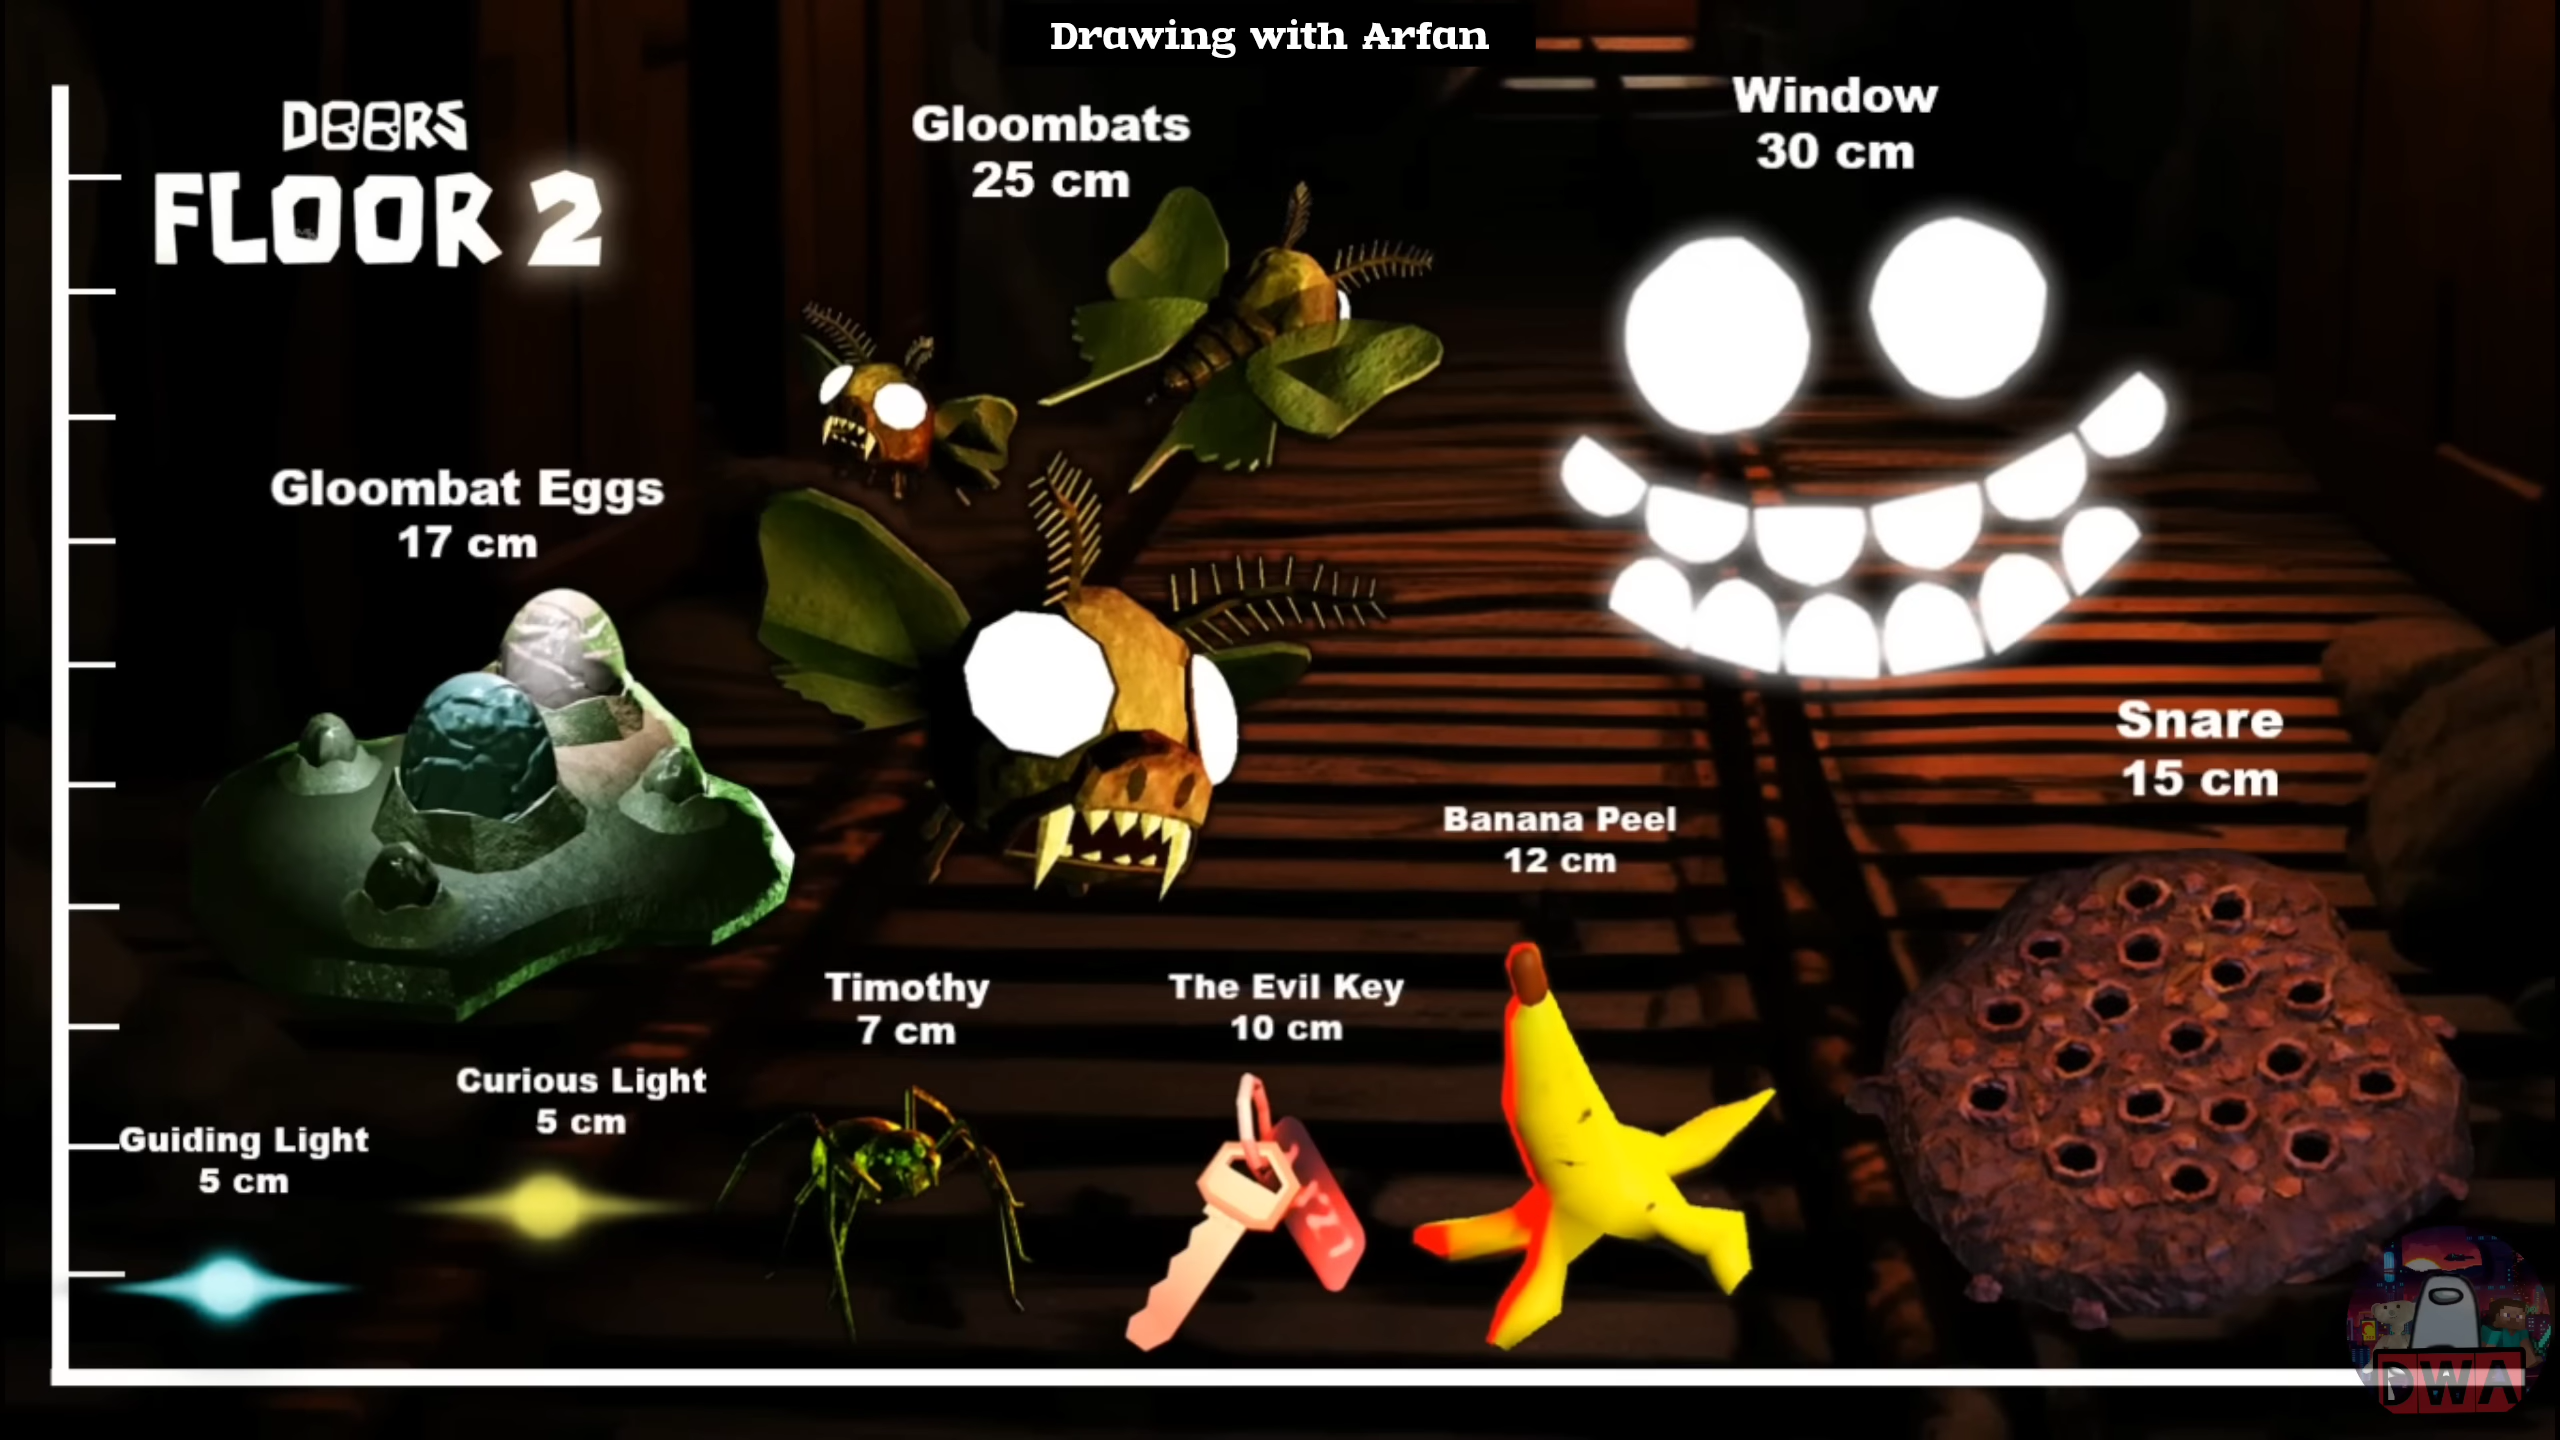 Drawing with Arfan
DOORS
FLOOR 2
Gloombats
25 cm
Window
30 cm
Gloombat Eggs
17 cm
Snare
15 cm
Banana Peel
12 cm
Timothy
7 cm
The Evil Key
10 cm
Curious Light
5 cm
Guiding Light
5 cm
DWA